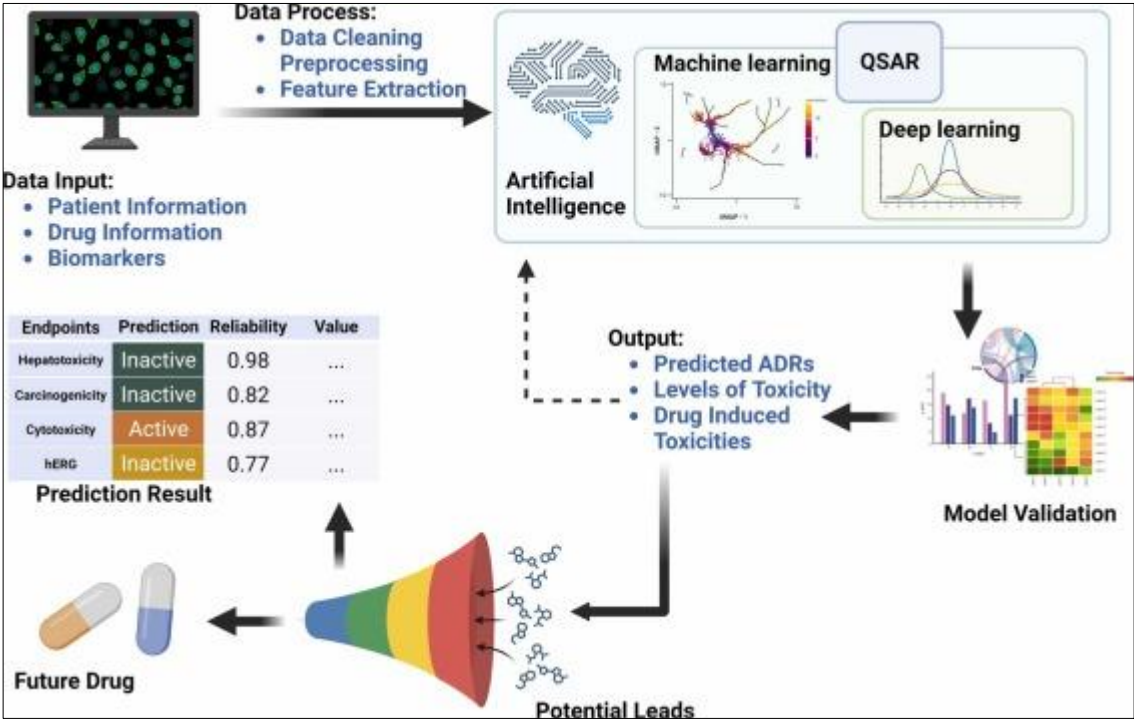 Data Process:
• Data Cleaning
Preprocessing
• Feature Extraction
Data Input:
• Patient Information
• Drug Information
• Biomarkers
Artificial
Intelligence
Machine learning
QSAR
Deep learning
Model Validation
Output:
• Predicted ADRs
• Levels of Toxicity
• Drug Induced
Toxicities
Endpoints Prediction Reliability Value
Hepatotoxicity Inactive 0.98 ...
Carcinogenicity Inactive 0.82 ...
Cytotoxicity Active 0.87 ...
hERG Inactive 0.77 ...
Prediction Result
Future Drug
Potential Leads